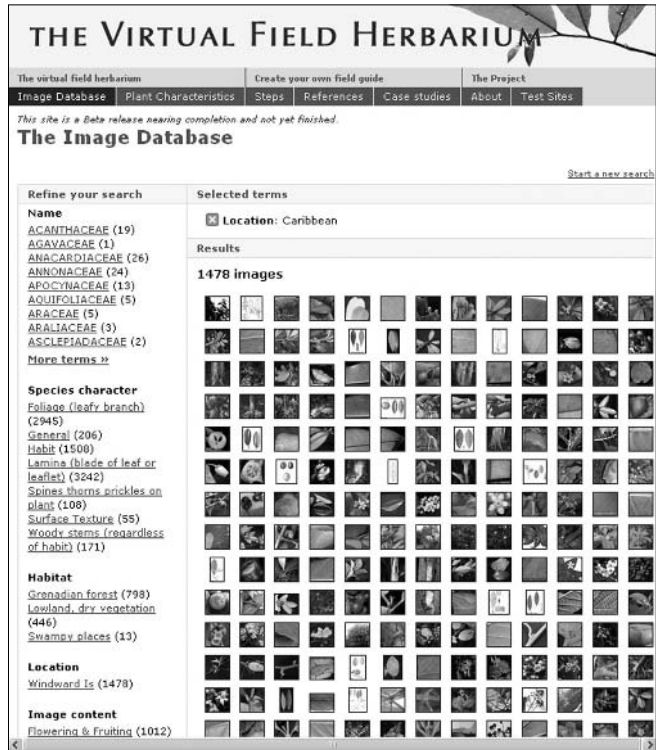 THE VIRTUAL FIELD HERBARIUM
The virtual field herbarium
Create your own field guide
The Project
Image Database
Plant Characteristics
Steps
References
Case studies
About
Test Sites
This site is a Beta release nearing completion and not yet finished.
The Image Database
Start a new search
Refine your search
Name
ACANTHACEAE (19)
AGAVACEAE (1)
ANACARDIACEAE (26)
ANNONACEAE (24)
APOCYNACEAE (13)
AQUIFOLIACEAE (5)
ARACEAE (5)
ARALIACEAE (3)
ASCLEPIADACEAE (2)
More terms »
Species character
Foliage (leafy branch)
(2945)
General (206)
Habit (1508)
Lamina (blade of leaf or
leaflet) (3242)
Spines thorns prickles on
plant (108)
Surface Texture (55)
Woody stems (regardless
of habit) (171)
Habitat
Grenadian forest (798)
Lowland, dry vegetation
(446)
Swampy places (13)
Location
Windward Is (1478)
Image content
Flowering & Fruiting (1012)
Selected terms
Location: Caribbean
Results
1478 images